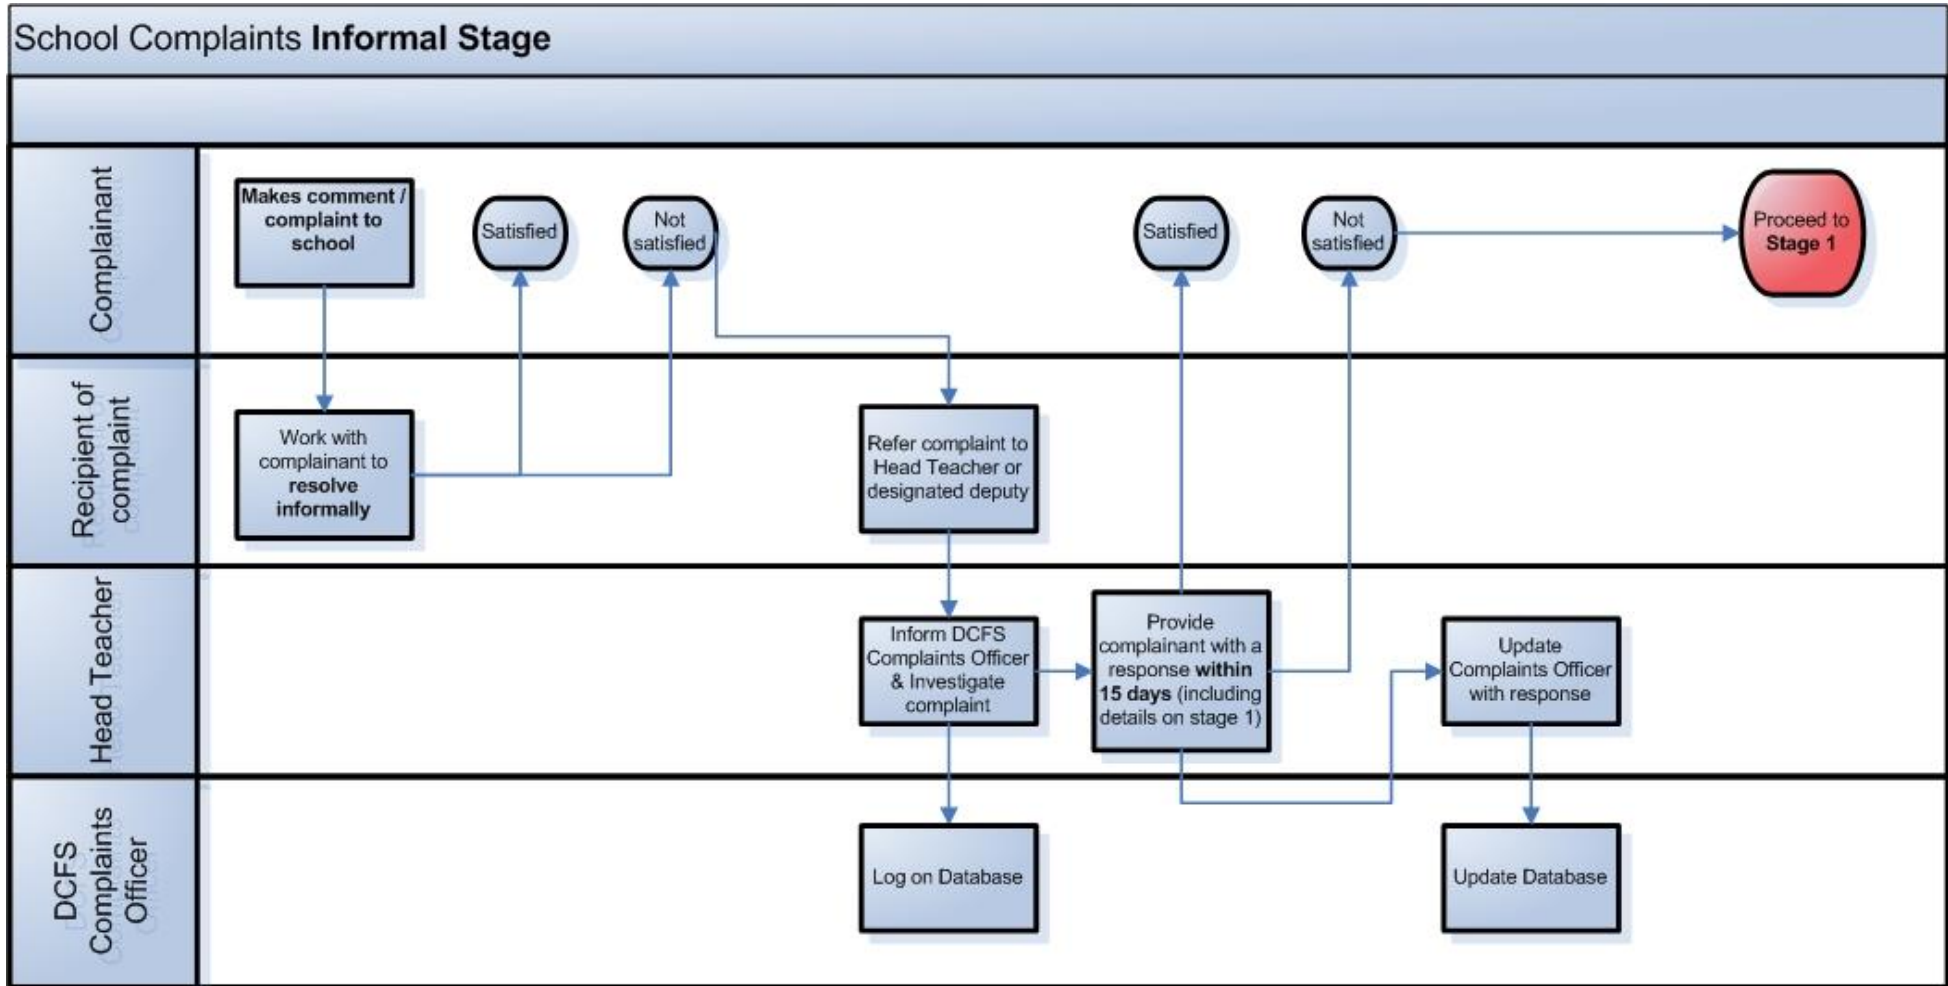 School Complaints Informal Stage
Complainant
Makes comment /
complaint to
school
Satisfied
Not
satisfied
Satisfied
Not
satisfied
Proceed to
Stage 1
Recipient of
complaint
Work with
complainant to
resolve
informally
Refer complaint to
Head Teacher or
designated deputy
Head Teacher
Inform DCFS
Complaints Officer
& Investigate
complaint
Provide
complainant with a
response within
15 days (including
details on stage 1)
Update
Complaints Officer
with response
DCFS
Complaints
Officer
Log on Database
Update Database